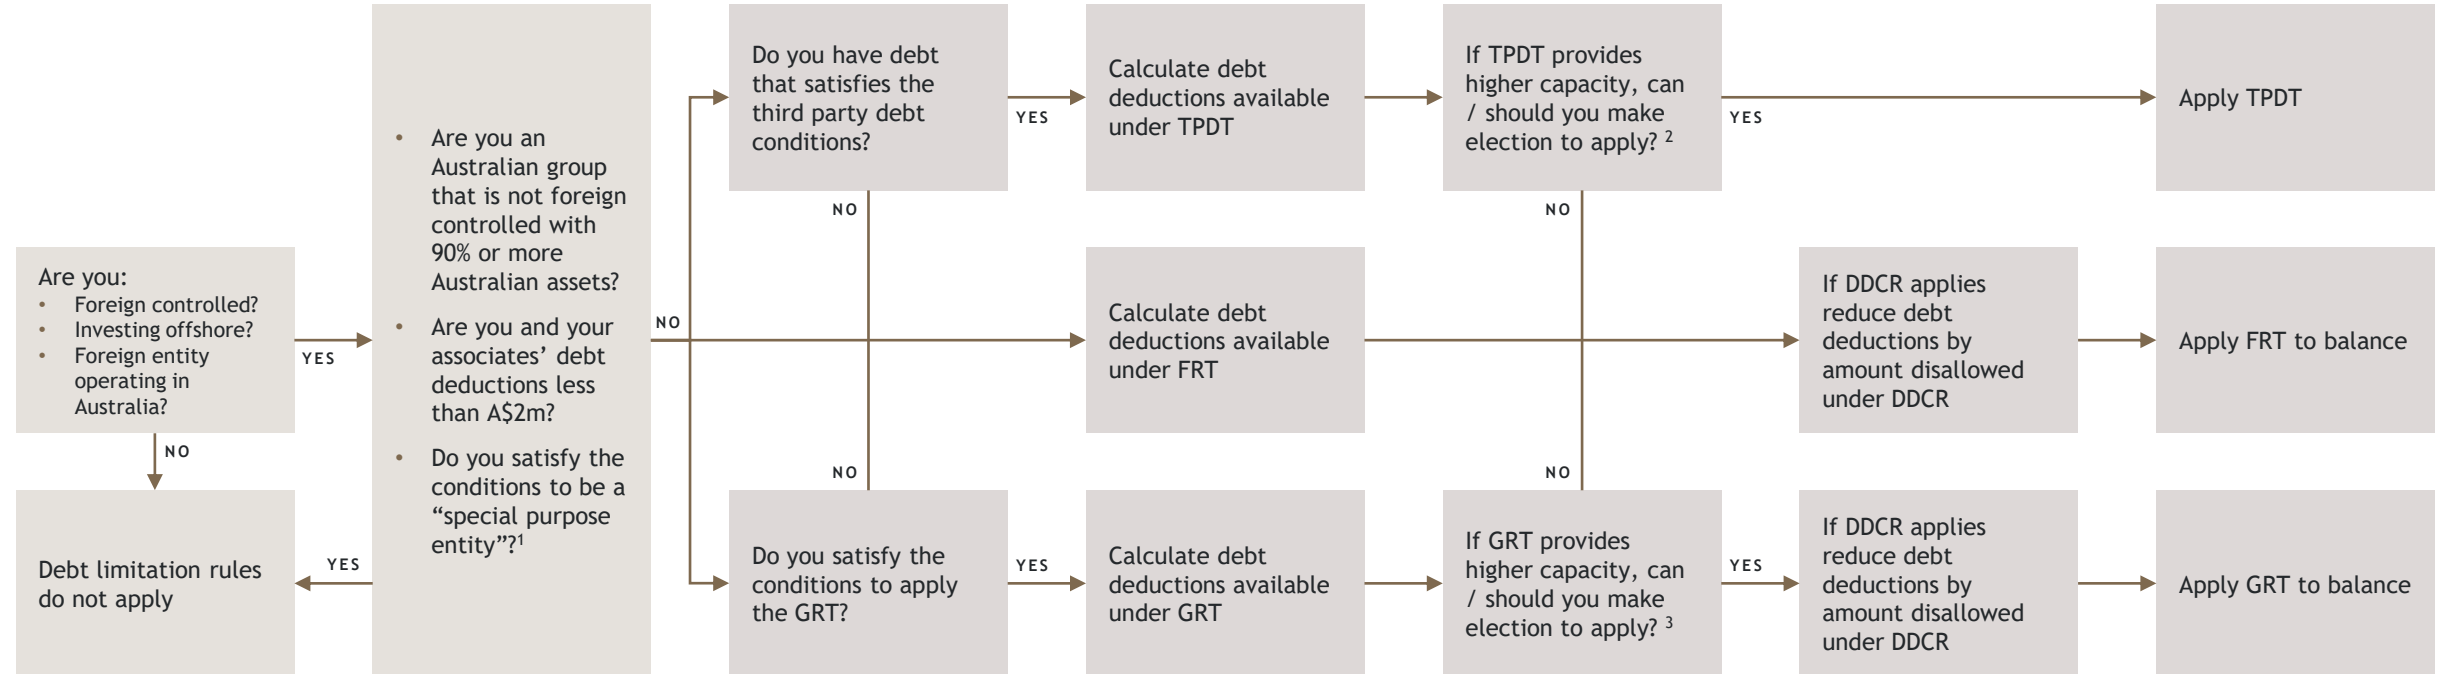 Are you:
• Foreign controlled?
• Investing offshore?
• Foreign entity
operating in
Australia?
YES
NO
Debt limitation rules
do not apply
YES
• Are you an
Australian group
that is not foreign
controlled with
90% or more
Australian assets?
• Are you and your
associates’ debt
deductions less
than A$2m?
• Do you satisfy the
conditions to be a
“special purpose
entity”?1
NO
Do you have debt
that satisfies the
third party debt
conditions?
YES
NO
Calculate debt
deductions available
under TPDT
If TPDT provides
higher capacity, can
/ should you make
election to apply? 2
YES
NO
Apply TPDT
Calculate debt
deductions available
under FRT
If DDCR applies
reduce debt
deductions by
amount disallowed
under DDCR
Apply FRT to balance
NO
Do you satisfy the
conditions to apply
the GRT?
YES
Calculate debt
deductions available
under GRT
NO
If GRT provides
higher capacity, can
/ should you make
election to apply? 3
YES
If DDCR applies
reduce debt
deductions by
amount disallowed
under DDCR
Apply GRT to balance